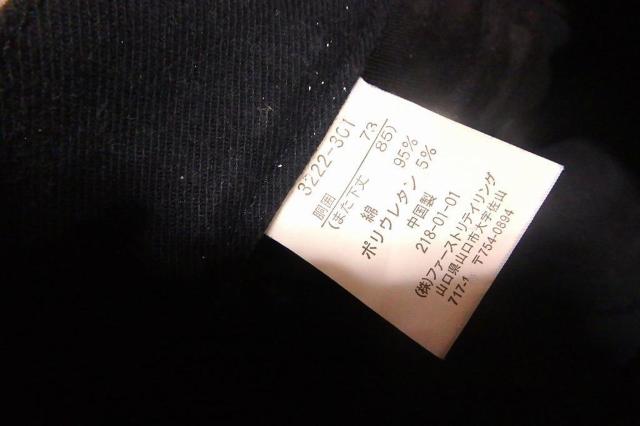 3222-3C1
胴囲 73
(また下丈 85)
綿 95%
ポリウレタン 5%
中国製
218-01-01
(株)ファーストリテイリング
山口県山口市大字佐山
717-1 〒754-0894